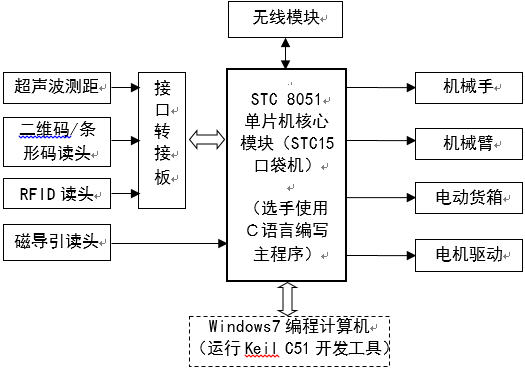 无线模块
超声波测距
二维码/条
形码读头
RFID 读头
磁导引读头
接
口
转
接
板
STC 8051
单片机核心
模块（STC15
口袋机）
（选手使用
C 语言编写
主程序）
机械手
机械臂
电动货箱
电机驱动
Windows7 编程计算机
（运行 Keil C51 开发工具）